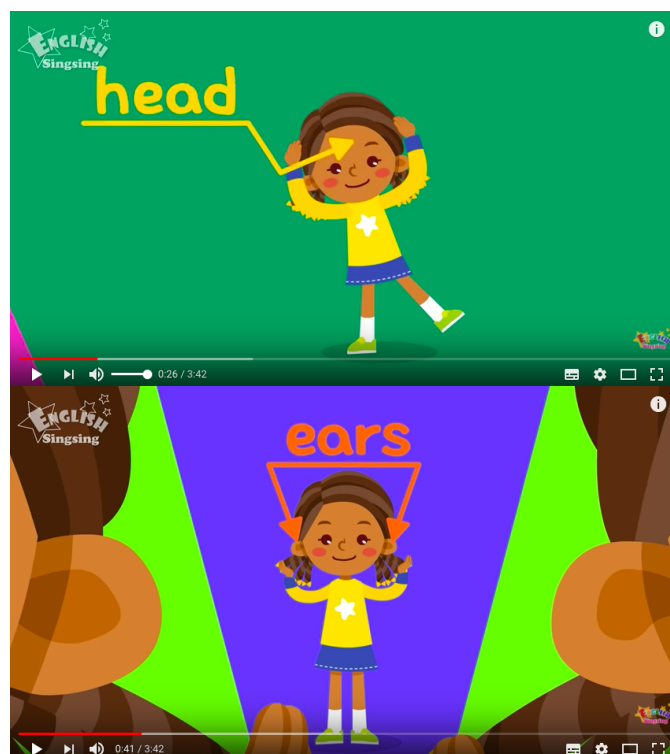 ENGLISH
Singsing
head
0:26 / 3:42
ENGLISH
Singsing
ears
0:41 / 3:42